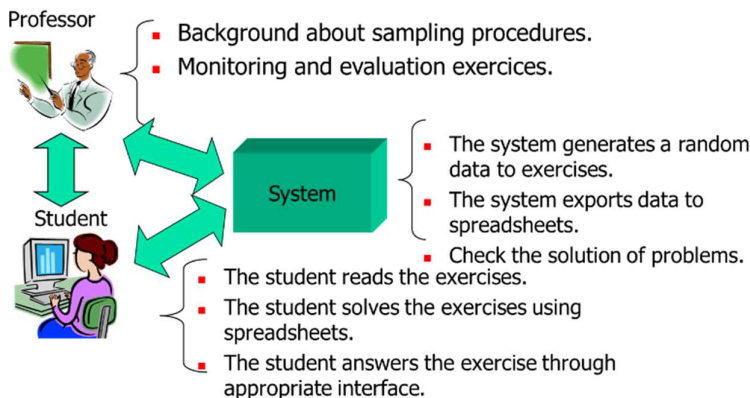 Professor
▪ Background about sampling procedures.
▪ Monitoring and evaluation exercices.
System
▪ The system generates a random
data to exercises.
▪ The system exports data to
spreadsheets.
▪ Check the solution of problems.
Student
▪ The student reads the exercises.
▪ The student solves the exercises using
spreadsheets.
▪ The student answers the exercise through
appropriate interface.